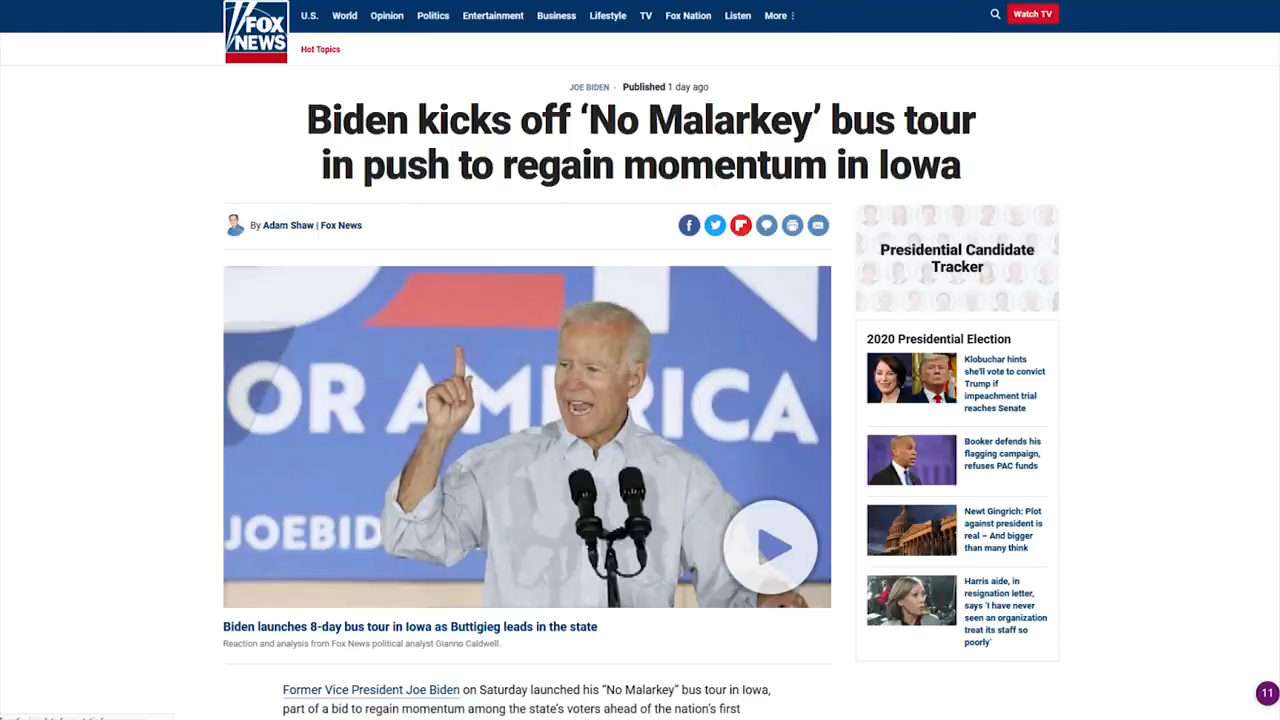 FOX
NEWS
U.S. World Opinion Politics Entertainment Business Lifestyle TV Fox Nation Listen More
Watch TV
Hot Topics
JOE BIDEN · Published 1 day ago
Biden kicks off ‘No Malarkey’ bus tour
in push to regain momentum in Iowa
By Adam Shaw | Fox News
OR AMERICA
JOEBID
Biden launches 8-day bus tour in Iowa as Buttigieg leads in the state
Reaction and analysis from Fox News political analyst Gianno Caldwell.
Former Vice President Joe Biden on Saturday launched his “No Malarkey” bus tour in Iowa,
part of a bid to regain momentum among the state’s voters ahead of the nation’s first
Presidential Candidate
Tracker
2020 Presidential Election
Klobuchar hints
she'll vote to convict
Trump if
impeachment trial
reaches Senate
Booker defends his
flagging campaign,
refuses PAC funds
Newt Gingrich: Plot
against president is
real – And bigger
than many think
Harris aide, in
resignation letter,
says 'I have never
seen an organization
treat its staff so
poorly'
11